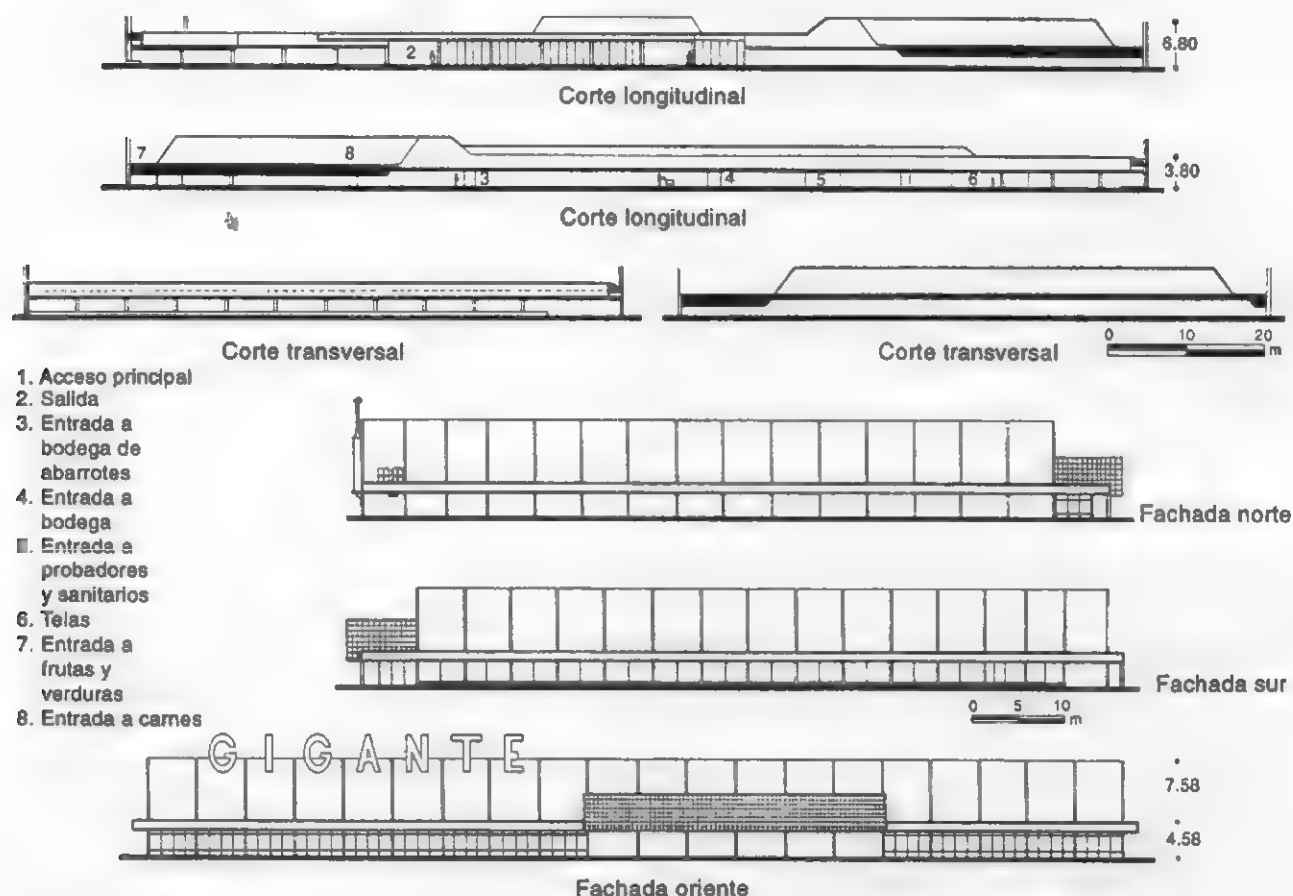 2
6.80
Corte longitudinal
7 8
3 4 5 6
3.80
Corte longitudinal
Corte transversal
Corte transversal
0 10 20
m
1. Acceso principal
2. Salida
3. Entrada a
bodega de
abarrotes
4. Entrada a
bodega
. Entrada a
probadores
y sanitarios
6. Telas
7. Entrada a
frutas y
verduras
8. Entrada a carnes
Fachada norte
Fachada sur
0 5 10
m
GIGANTE
7.58
4.58
Fachada oriente